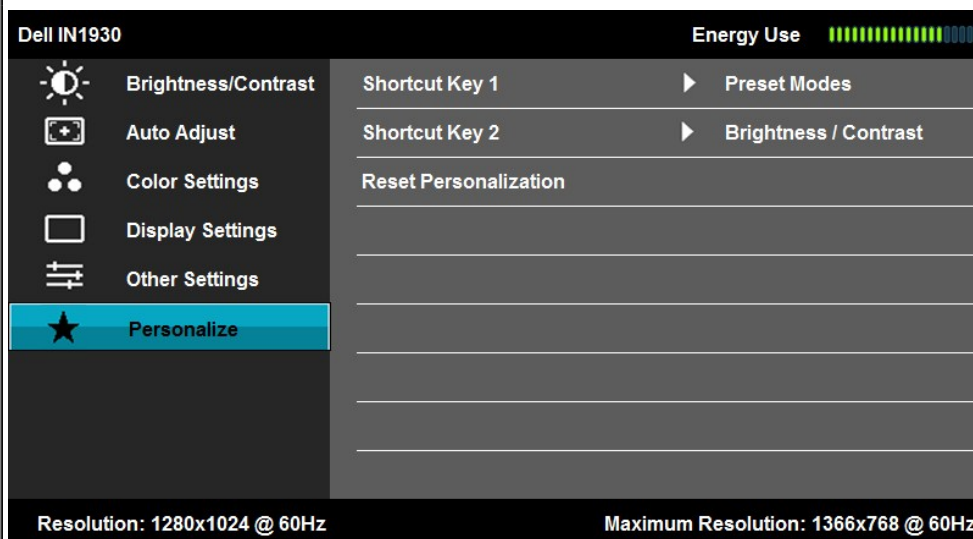 Dell IN1930 Energy Use
Brightness/Contrast Shortcut Key 1 Preset Modes
Auto Adjust Shortcut Key 2 Brightness / Contrast
Color Settings Reset Personalization
Display Settings
Other Settings
Personalize
Resolution: 1280x1024 @ 60Hz Maximum Resolution: 1366x768 @ 60Hz